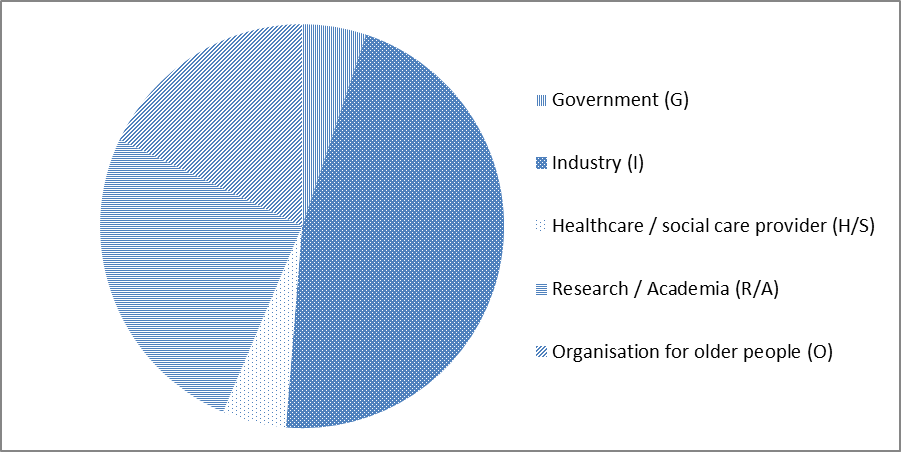 Government (G)
Industry (I)
Healthcare / social care provider (H/S)
Research / Academia (R/A)
Organisation for older people (O)